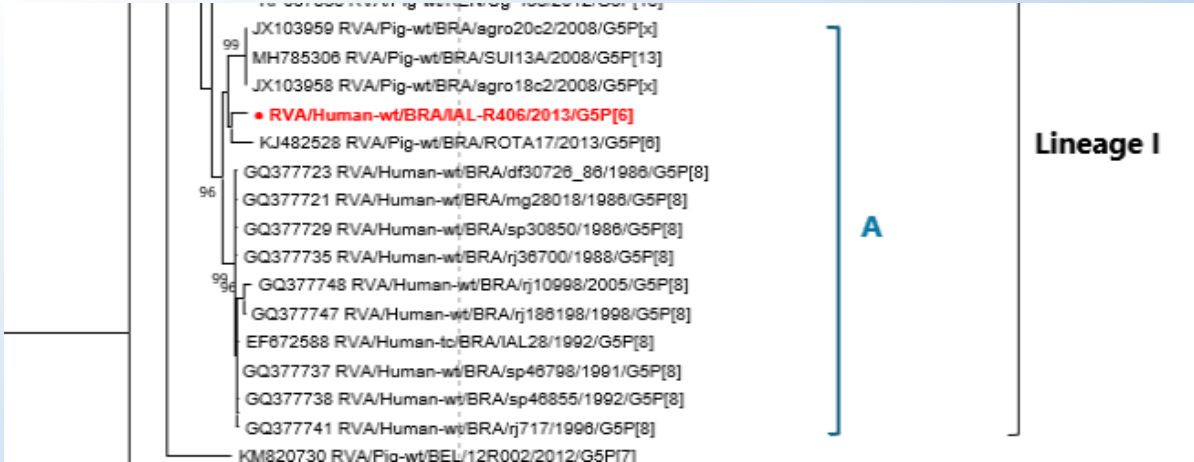 JX103959 RVA/Pig-wt/BRA/agro20c2/2008/G5P[x]
99
MH785306 RVA/Pig-wt/BRA/SUI13A/2008/G5P[13]
JX103958 RVA/Pig-wt/BRA/agro18c2/2008/G5P[x]
RVA/Human-wt/BRA/IAL-R406/2013/G5P[6]
KJ482528 RVA/Pig-wt/BRA/ROTA17/2013/G5P[6]
Lineage I
GQ377723 RVA/Human-wt/BRA/df30726_86/1986/G5P[8]
96
GQ377721 RVA/Human-wt/BRA/mg28018/1986/G5P[8]
GQ377729 RVA/Human-wt/BRA/sp30850/1986/G5P[8]
A
GQ377735 RVA/Human-wt/BRA/rj36700/1988/G5P[8]
99
96
GQ377748 RVA/Human-wt/BRA/rj10998/2005/G5P[8]
GQ377747 RVA/Human-wt/BRA/rj186198/1998/G5P[8]
EF672588 RVA/Human-tc/BRA/IAL28/1992/G5P[8]
GQ377737 RVA/Human-wt/BRA/sp46798/1991/G5P[8]
GQ377738 RVA/Human-wt/BRA/sp46855/1992/G5P[8]
GQ377741 RVA/Human-wt/BRA/rj717/1996/G5P[8]
KM820730 RVA/Pig-wt/BEL/12R002/2012/G5P[7]